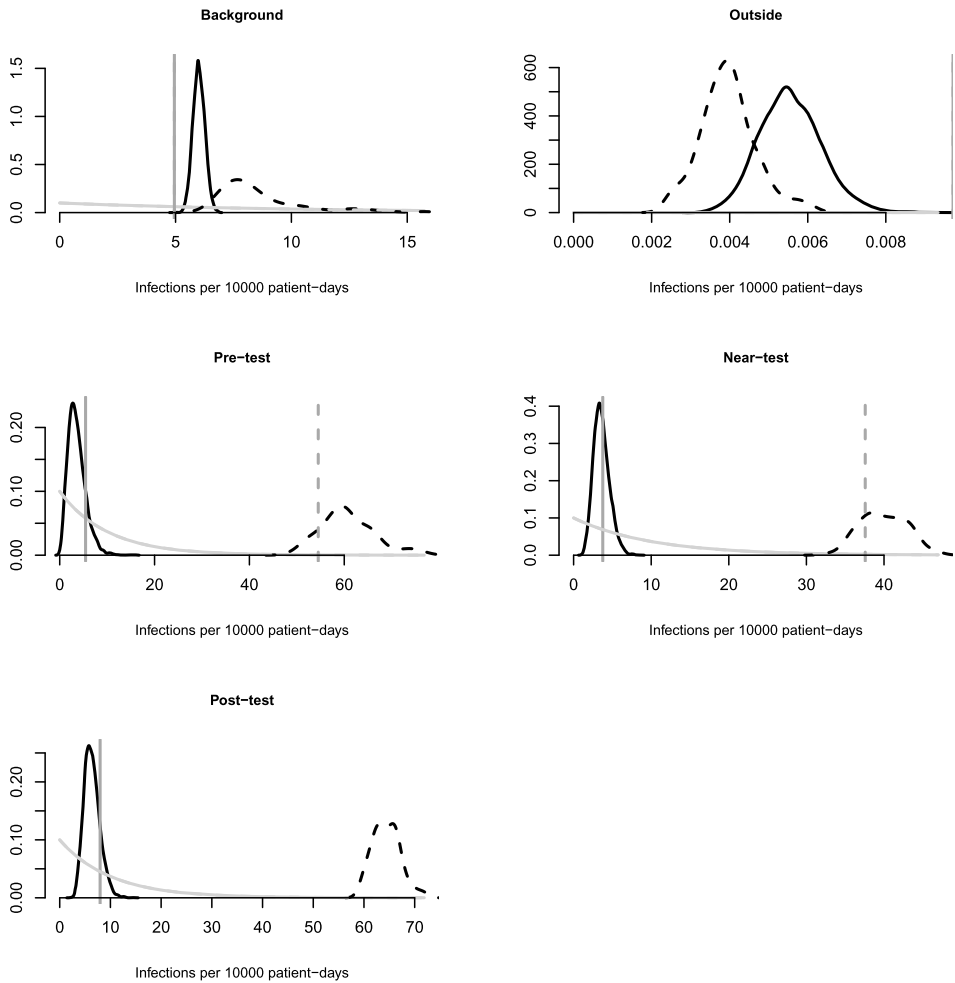 Background
0.0 0.5 1.0 1.5
0 5 10 15
Infections per 10000 patient−days
Outside
0 200 400 600
0.000 0.002 0.004 0.006 0.008
Infections per 10000 patient−days
Pre−test
0.00 0.10 0.20
0 20 40 60
Infections per 10000 patient−days
Near−test
0.0 0.1 0.2 0.3 0.4
0 10 20 30 40
Infections per 10000 patient−days
Post−test
0.00 0.10 0.20
0 10 20 30 40 50 60 70
Infections per 10000 patient−days